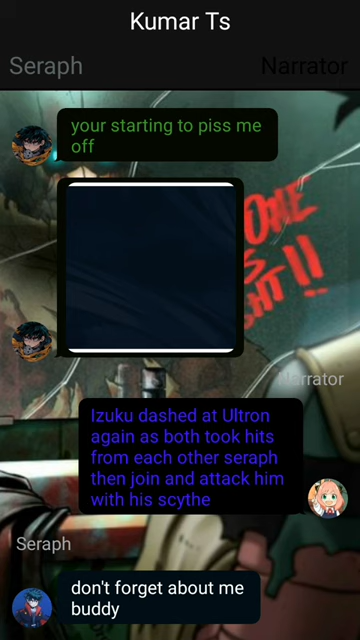 Kumar Ts
Seraph
Narrator
your starting to piss me
off
Narrator
Izuku dashed at Ultron
again as both took hits
from each other seraph
then join and attack him
with his scythe
Seraph
don't forget about me
buddy